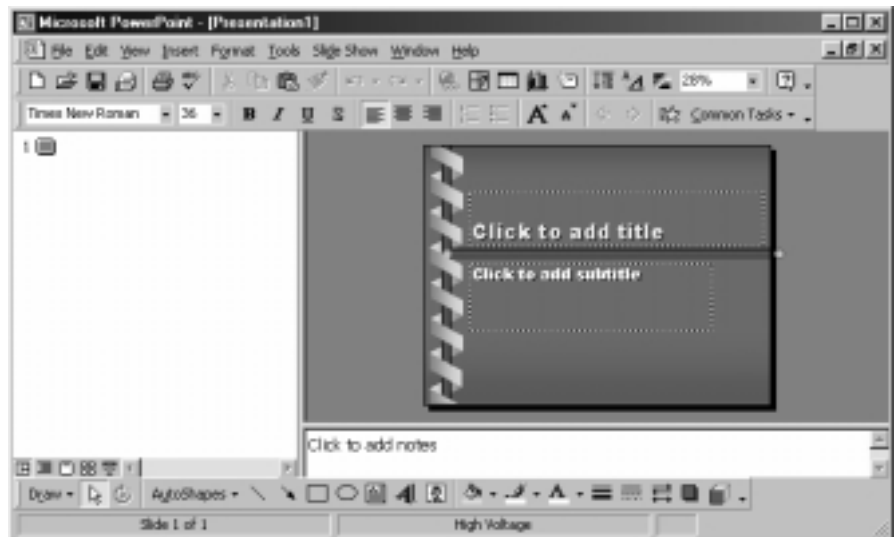 Microsoft PowerPoint - [Presentation1]
File Edit View Insert Format Tools Slide Show Window Help
28%
Times New Roman 36 B I U S A A Common Tasks
1
Click to add title
Click to add subtitle
Click to add notes
Draw AutoShapes A
Slide 1 of 1 High Voltage